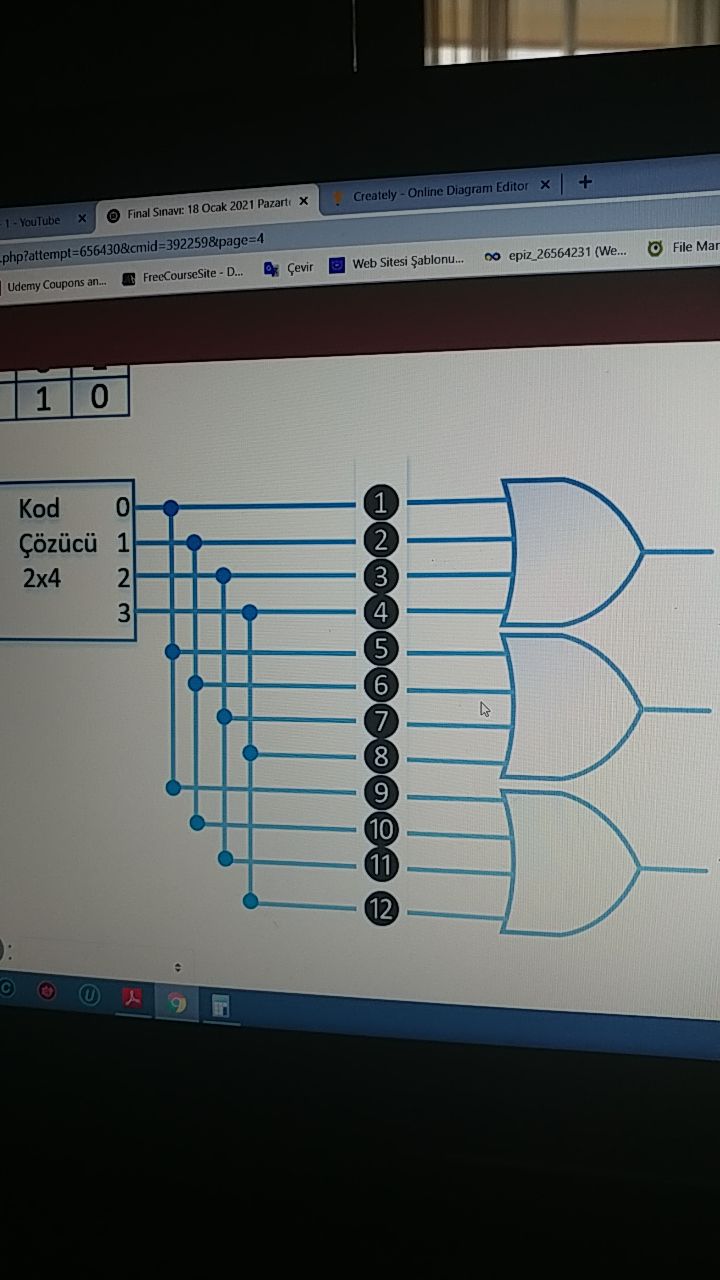 1 - YouTube
Final Sınavı: 18 Ocak 2021 Pazart
Creately - Online Diagram Editor
.php?attempt=656430&cmid=392259&page=4
Udemy Coupons an...
FreeCourseSite - D...
Çevir
Web Sitesi Şablonu...
epiz_26564231 (We...
File Mar
1 0
Kod 0
Çözücü 1
2x4 2
3
1
2
3
4
5
6
7
8
9
10
11
12